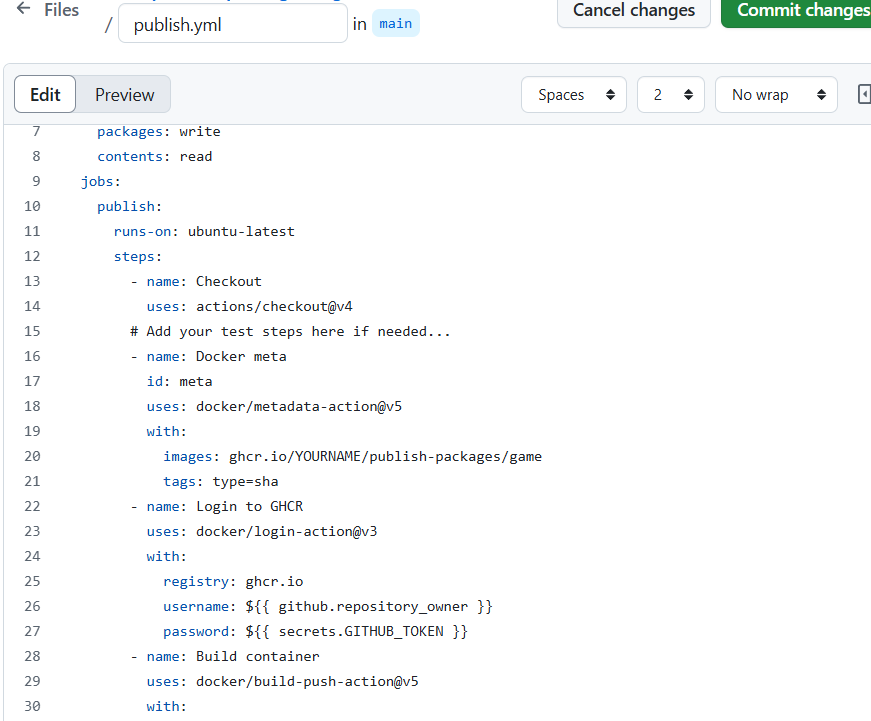 ← Files
/ publish.yml in main
Cancel changes
Commit changes
Edit Preview
Spaces 2 No wrap
7 packages: write
8 contents: read
9 jobs:
10 publish:
11 runs-on: ubuntu-latest
12 steps:
13 - name: Checkout
14 uses: actions/checkout@v4
15 # Add your test steps here if needed...
16 - name: Docker meta
17 id: meta
18 uses: docker/metadata-action@v5
19 with:
20 images: ghcr.io/YOURNAME/publish-packages/game
21 tags: type=sha
22 - name: Login to GHCR
23 uses: docker/login-action@v3
24 with:
25 registry: ghcr.io
26 username: ${{ github.repository_owner }}
27 password: ${{ secrets.GITHUB_TOKEN }}
28 - name: Build container
29 uses: docker/build-push-action@v5
30 with: